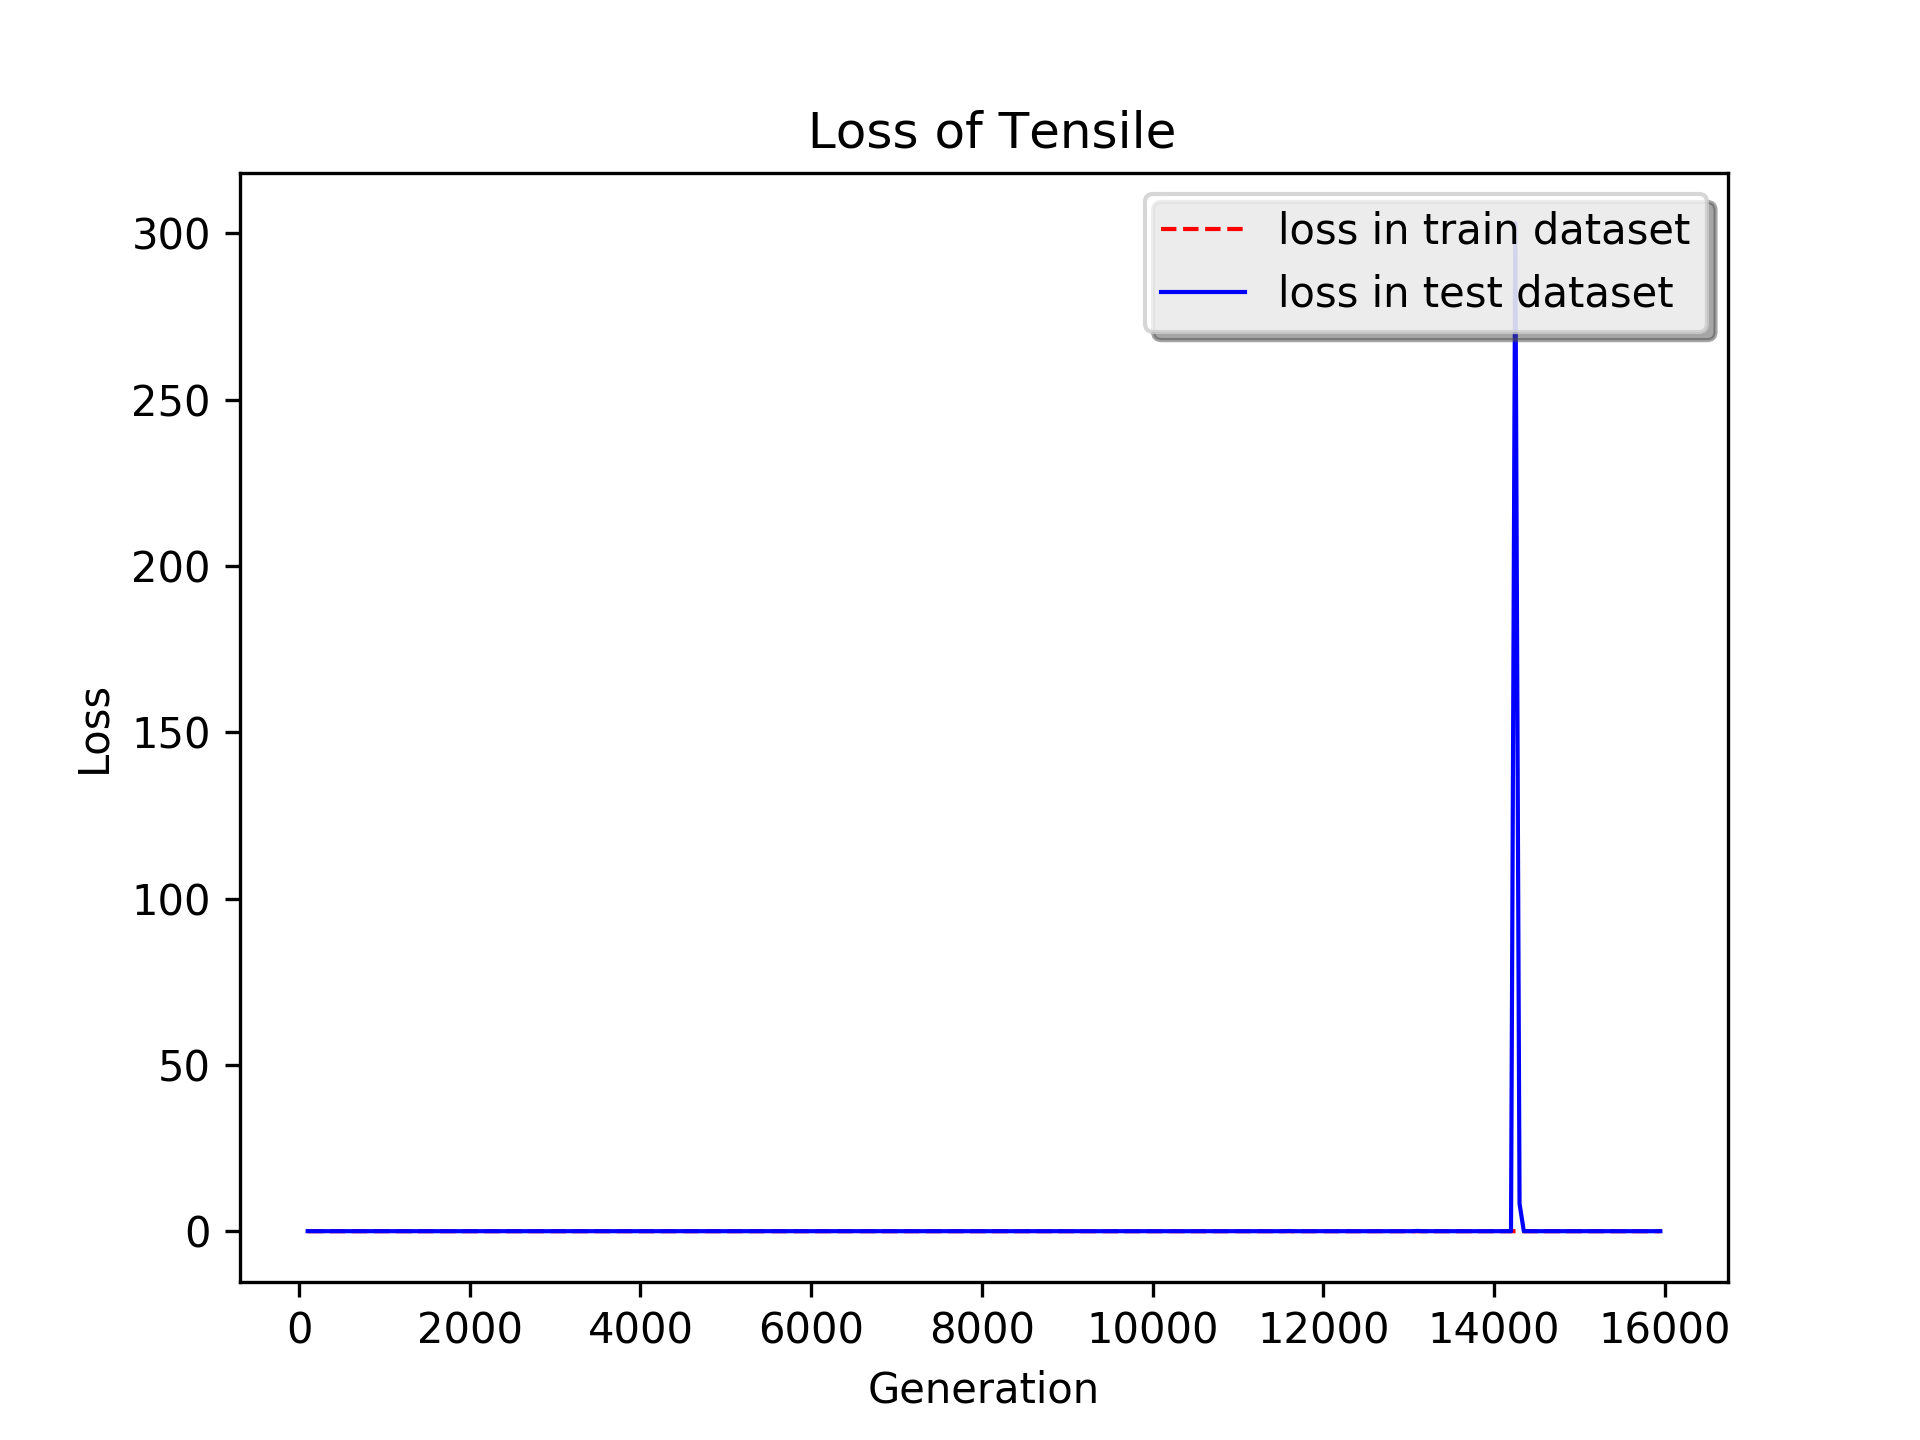 Loss of Tensile
loss in train dataset
loss in test dataset
300
250
200
150
100
50
0
Loss
0 2000 4000 6000 8000 10000 12000 14000 16000
Generation